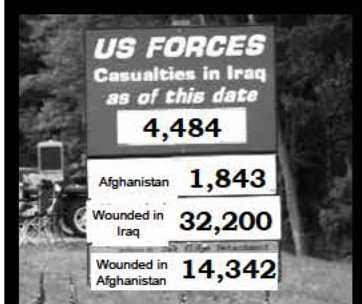 US FORCES
Casualties in Iraq
as of this date
4,484
Afghanistan 1,843
Wounded in
Iraq 32,200
Wounded in
Afghanistan 14,342